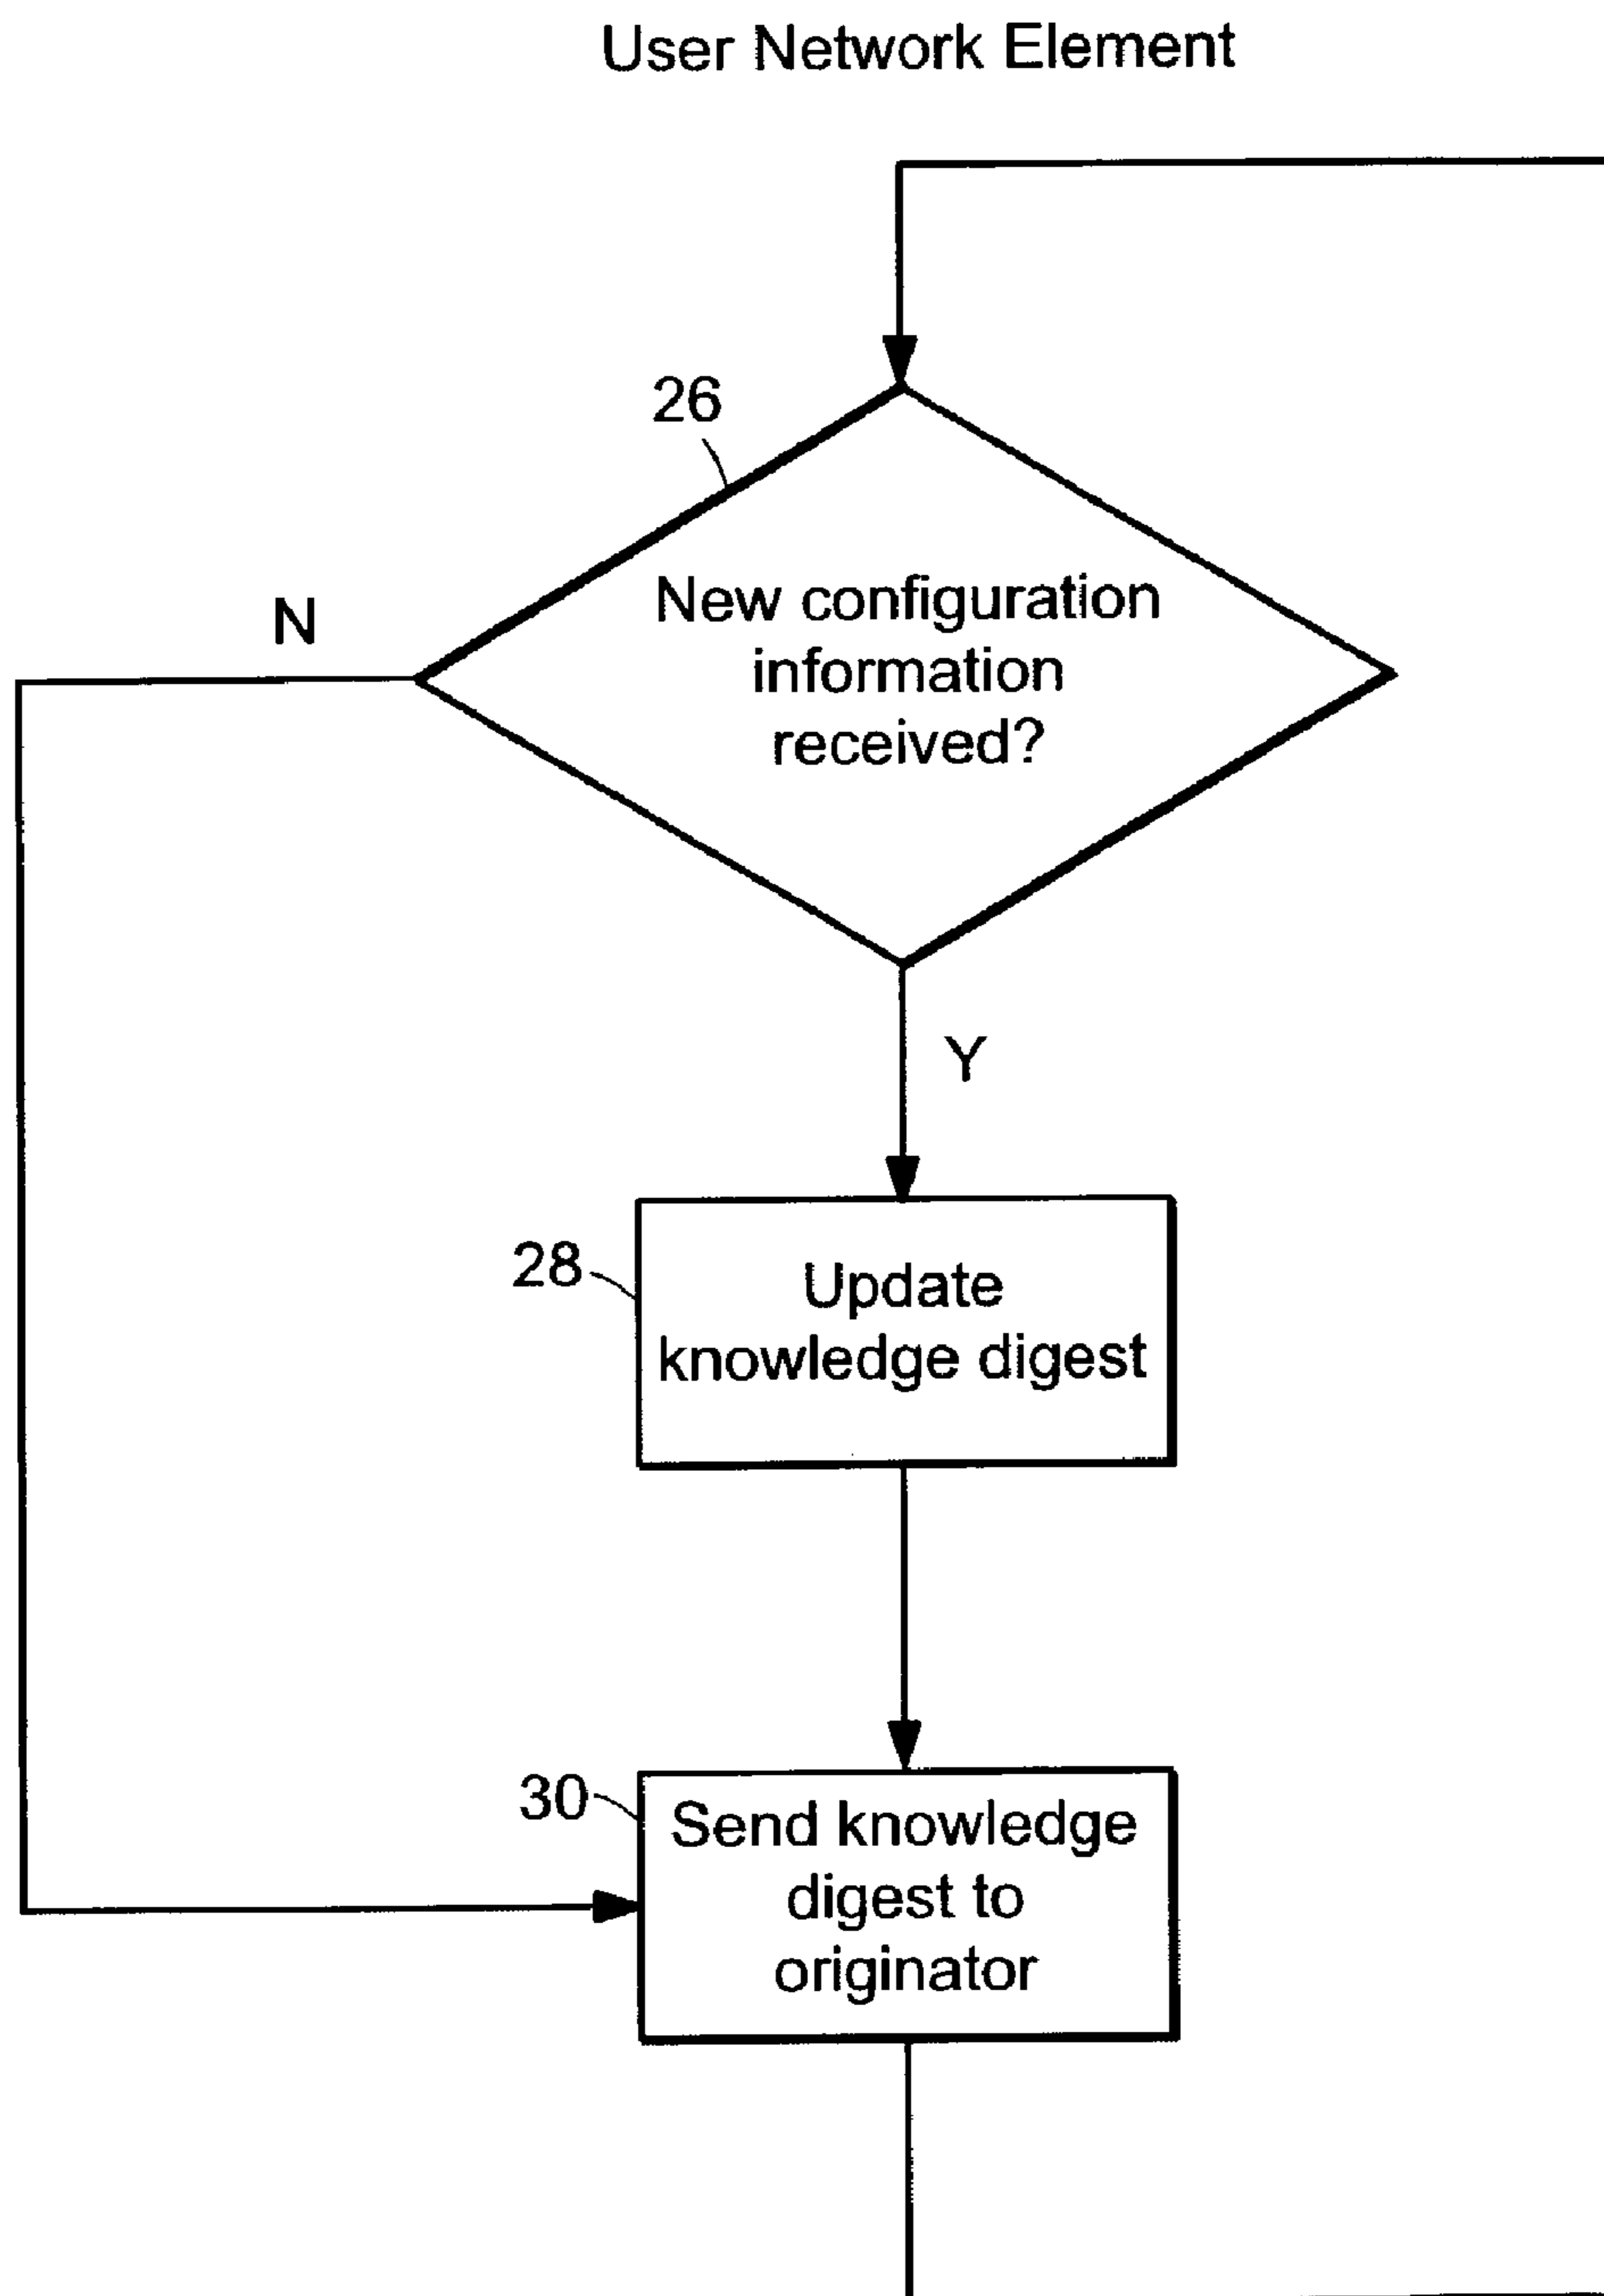 User Network Element
26
New configuration
information
received?
N
Y
28
Update
knowledge digest
30
Send knowledge
digest to
originator